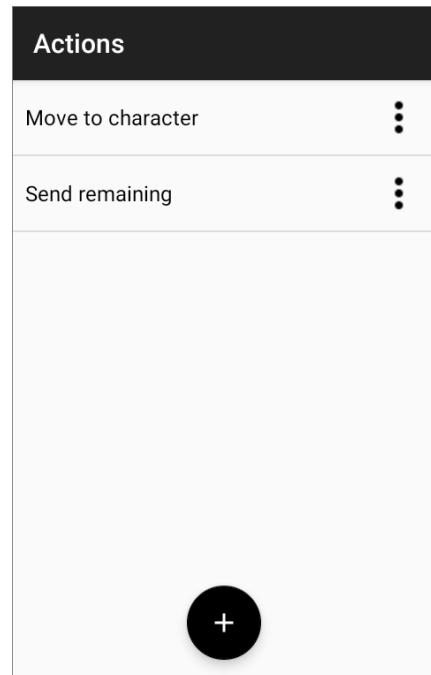 Actions
Move to character
Send remaining
+